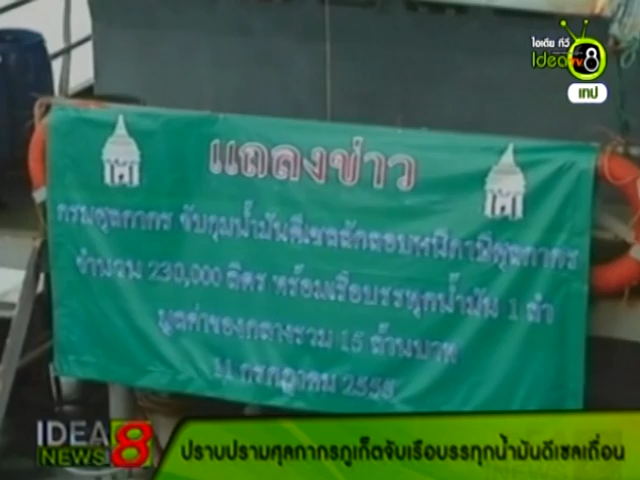 ไอเดีย ทีวี
Idea TV 8
เทป
แถลงข่าว
กรมศุลกากร จับกุมน้ำมันดีเซลลักลอบหนีภาษีศุลกากร
จำนวน 230,000 ลิตร พร้อมเรือบรรทุกน้ำมัน 1 ลำ
มูลค่าของกลางรวม 15 ล้านบาท
11 กรกฎาคม 2556
IDEA 8
NEWS
ปราบปรามศุลกากรภูเก็ตจับเรือบรรทุกน้ำมันดีเซลเถื่อน